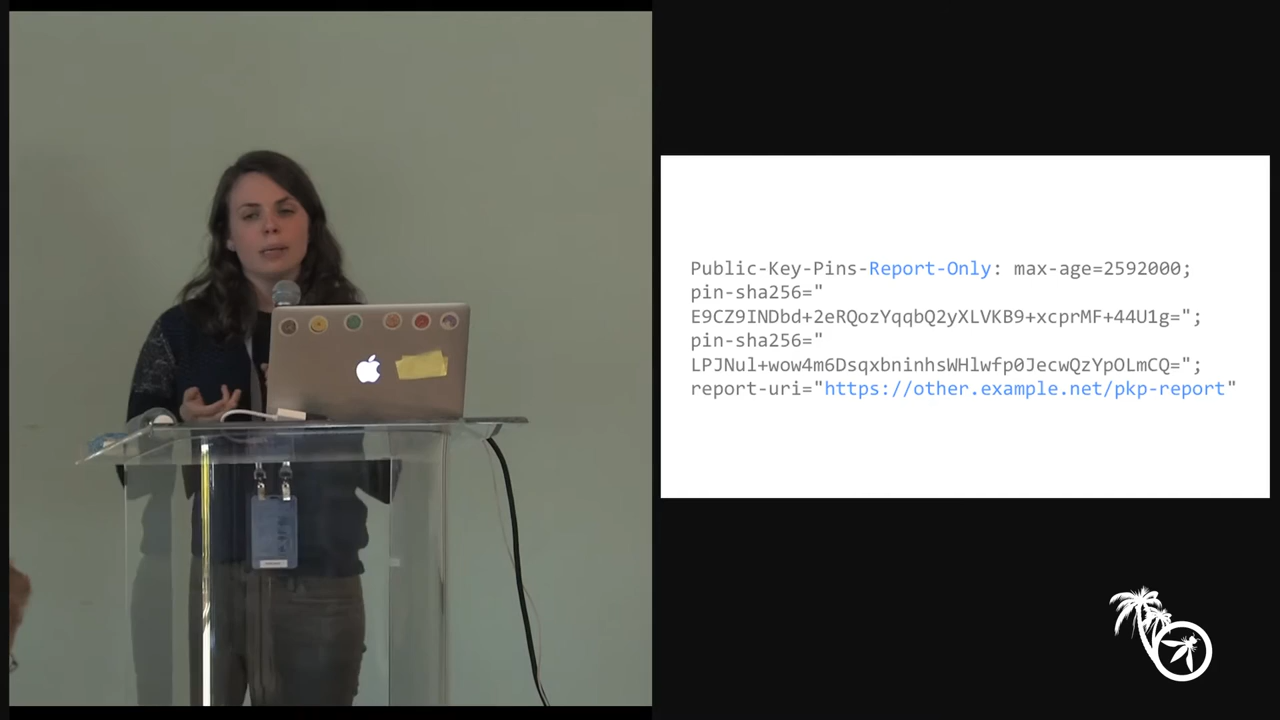 Public-Key-Pins-Report-Only: max-age=2592000;
pin-sha256="
E9CZ9INDbd+2eRQozYqqbQ2yXLVKB9+xcprMF+44U1g=";
pin-sha256="
LPJNul+wow4m6DsqxbninhsWHlwfp0JecwQzYpOLmCQ=";
report-uri="https://other.example.net/pkp-report"